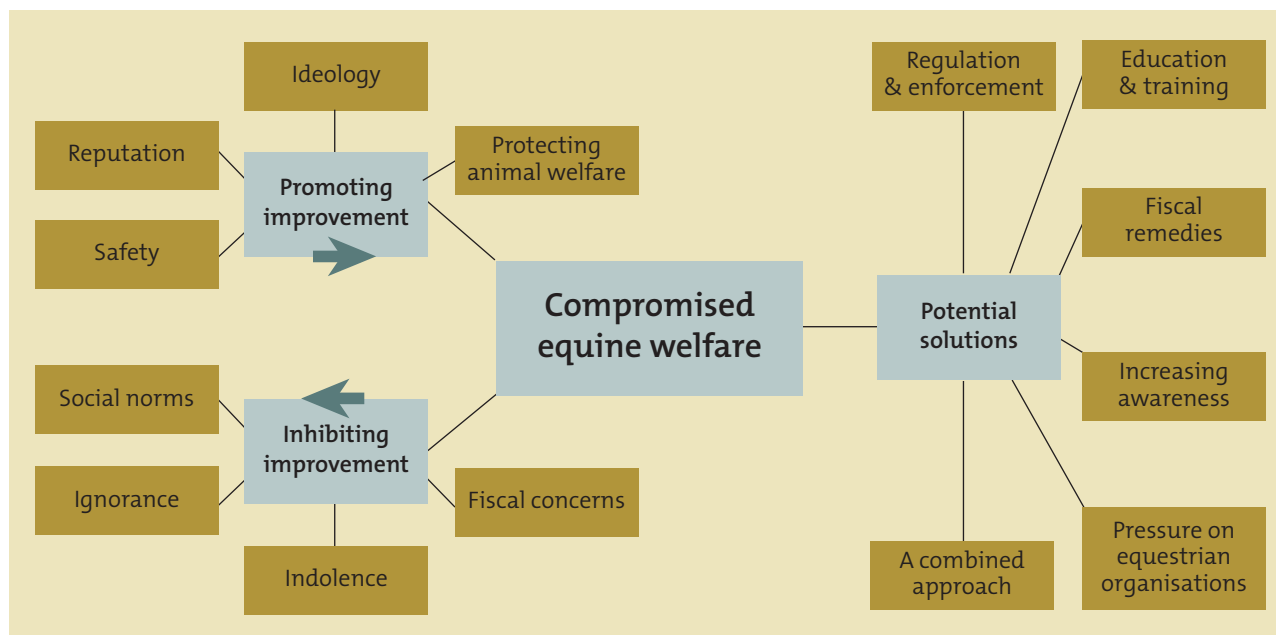 Ideology
Reputation
Safety
Promoting
improvement
Protecting
animal welfare
Compromised
equine welfare
Social norms
Ignorance
Inhibiting
improvement
Indolence
Fiscal concerns
Regulation
& enforcement
Education
& training
Fiscal
remedies
Potential
solutions
Increasing
awareness
A combined
approach
Pressure on
equestrian
organisations